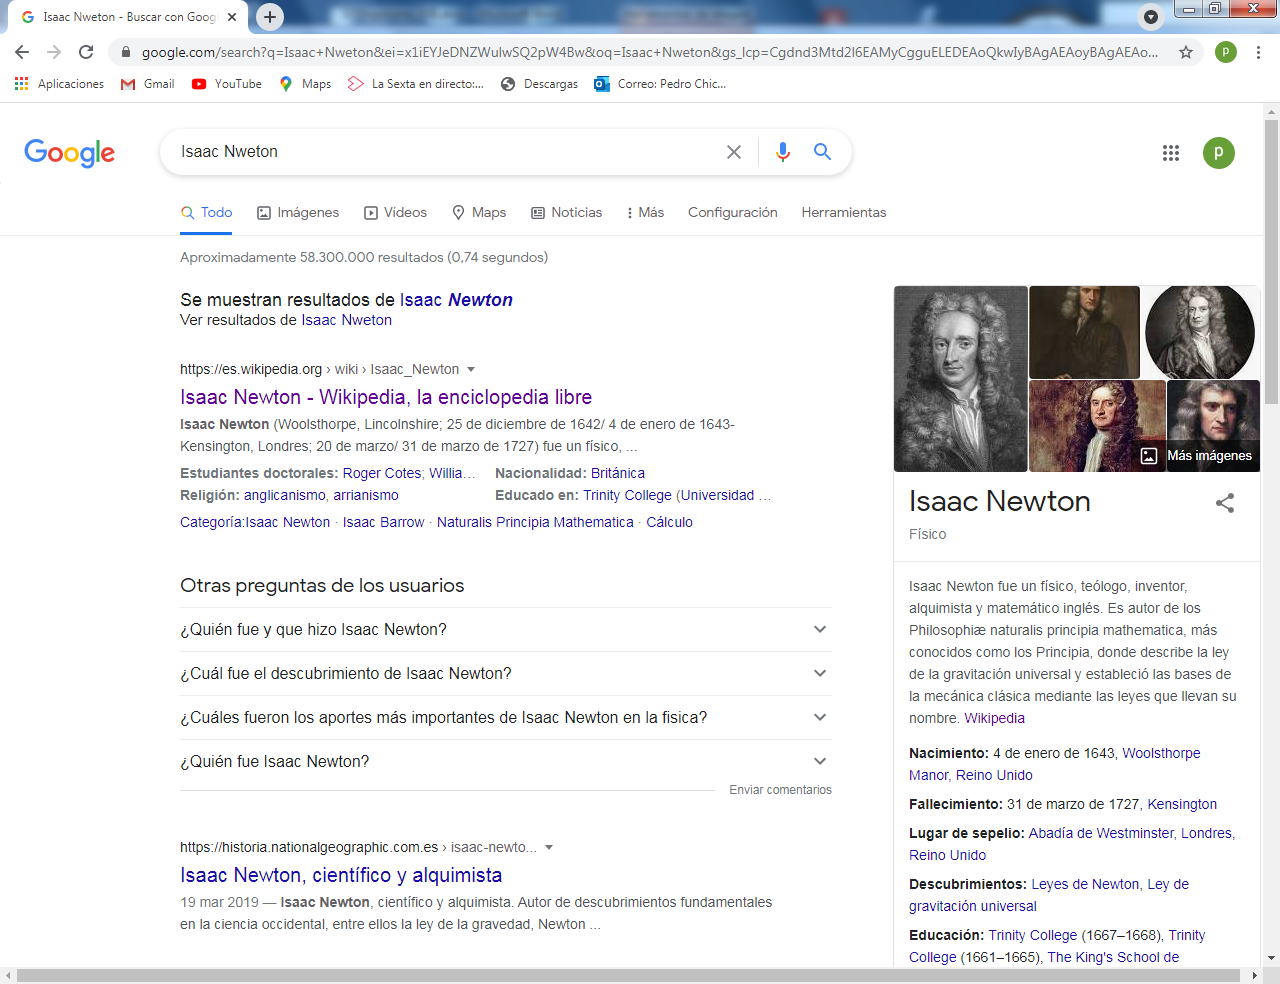 Isaac Nweton - Buscar con Goog
google.com/search?q=Isaac+Nweton&ei=x1iEYJeDNZWulwSQ2pW4Bw&oq=Isaac+Nweton&gs_lcp=Cgdnd3Mtd2l6EAMyCgguELEDEAoQkwIyBAgAEAoyBAgAEAo...
p
Aplicaciones
Gmail
YouTube
Maps
La Sexta en directo:...
Descargas
Correo: Pedro Chic...
Google
Isaac Nweton
p
Todo
Imágenes
Vídeos
Maps
Noticias
Más
Configuración
Herramientas
Aproximadamente 58.300.000 resultados (0,74 segundos)
Se muestran resultados de Isaac Newton
Ver resultados de Isaac Nweton
https://es.wikipedia.org › wiki › Isaac_Newton
Isaac Newton - Wikipedia, la enciclopedia libre
Isaac Newton (Woolsthorpe, Lincolnshire; 25 de diciembre de 1642/ 4 de enero de 1643-
Kensington, Londres; 20 de marzo/ 31 de marzo de 1727) fue un físico, ...
Estudiantes doctorales: Roger Cotes; Willia...
Nacionalidad: Británica
Religión: anglicanismo, arrianismo
Educado en: Trinity College (Universidad ...
Categoría:Isaac Newton · Isaac Barrow · Naturalis Principia Mathematica · Cálculo
Otras preguntas de los usuarios
¿Quién fue y que hizo Isaac Newton?
¿Cuál fue el descubrimiento de Isaac Newton?
¿Cuáles fueron los aportes más importantes de Isaac Newton en la fisica?
¿Quién fue Isaac Newton?
Enviar comentarios
https://historia.nationalgeographic.com.es › isaac-newto...
Isaac Newton, científico y alquimista
19 mar 2019 — Isaac Newton, científico y alquimista. Autor de descubrimientos fundamentales
en la ciencia occidental, entre ellos la ley de la gravedad, Newton ...
Más imágenes
Isaac Newton
Físico
Isaac Newton fue un físico, teólogo, inventor,
alquimista y matemático inglés. Es autor de los
Philosophiæ naturalis principia mathematica, más
conocidos como los Principia, donde describe la ley
de la gravitación universal y estableció las bases de
la mecánica clásica mediante las leyes que llevan su
nombre. Wikipedia
Nacimiento: 4 de enero de 1643, Woolsthorpe
Manor, Reino Unido
Fallecimiento: 31 de marzo de 1727, Kensington
Lugar de sepelio: Abadía de Westminster, Londres,
Reino Unido
Descubrimientos: Leyes de Newton, Ley de
gravitación universal
Educación: Trinity College (1667–1668), Trinity
College (1661–1665), The King's School de